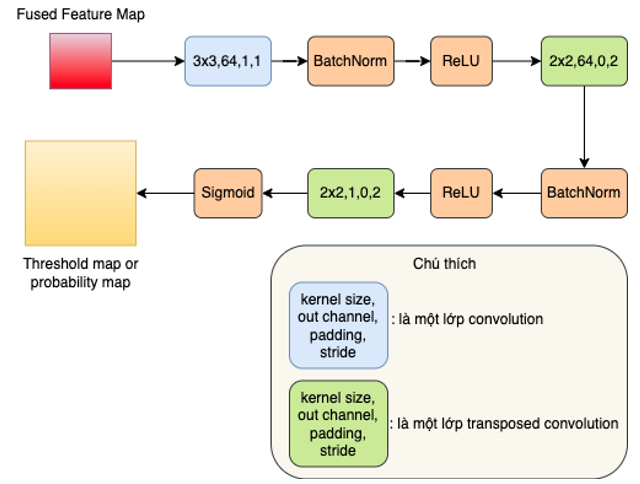 Fused Feature Map
3x3,64,1,1
BatchNorm
ReLU
2x2,64,0,2
Sigmoid
2x2,1,0,2
ReLU
BatchNorm
Threshold map or
probability map
Chú thích
kernel size,
out channel,
padding,
stride
: là một lớp convolution
kernel size,
out channel,
padding,
stride
: là một lớp transposed convolution